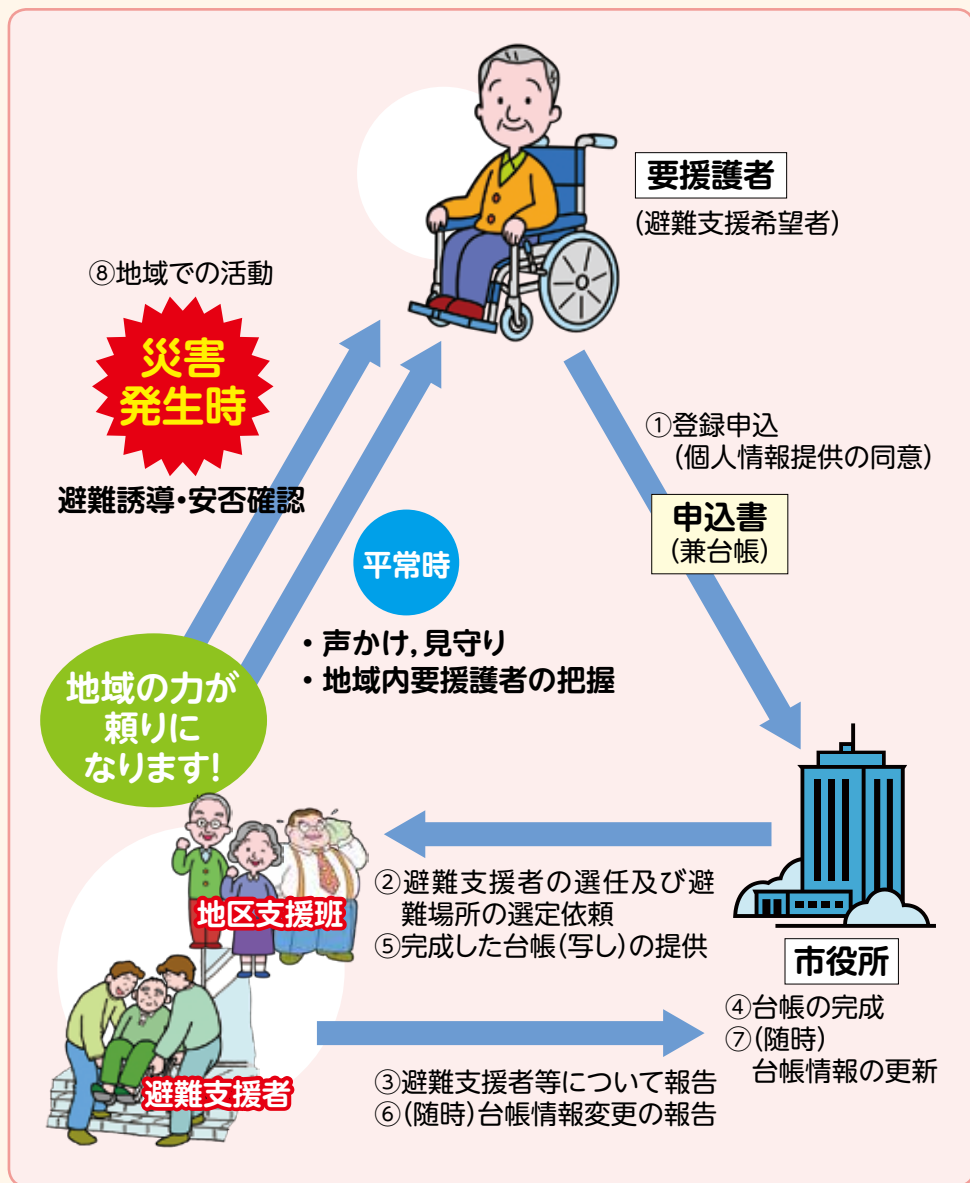 要援護者
(避難支援希望者)
⑧地域での活動
災害
発生時
避難誘導・安否確認
①登録申込
(個人情報提供の同意)
申込書
(兼台帳)
平常時
・声かけ,見守り
・地域内要援護者の把握
地域の力が
頼りに
なります!
地区支援班
避難支援者
②避難支援者の選任及び避
難場所の選定依頼
⑤完成した台帳(写し)の提供
市役所
④台帳の完成
⑦(随時)
台帳情報の更新
③避難支援者等について報告
⑥(随時)台帳情報変更の報告